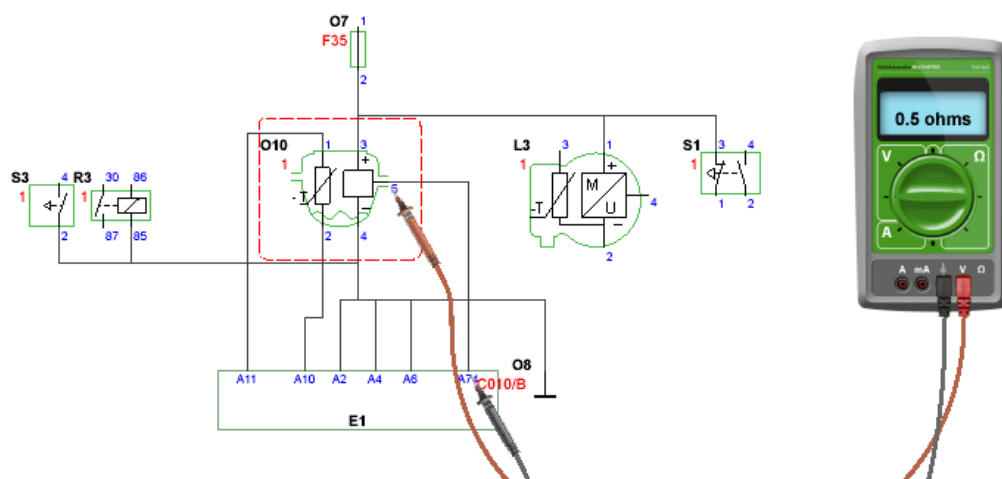 O7 1
F35
2
O10 1 3
1
+
-T
5
−
2 4
S3 4 R3 30 86
1 1
2 87 85
L3 3 1
1
+
M
-T
U
4
−
2
S1 3 4
1
1 2
A11 A10 A2 A4 A6 A74
O8
C010/B
E1
0.5 ohms
V Ω
A
A mA V Ω